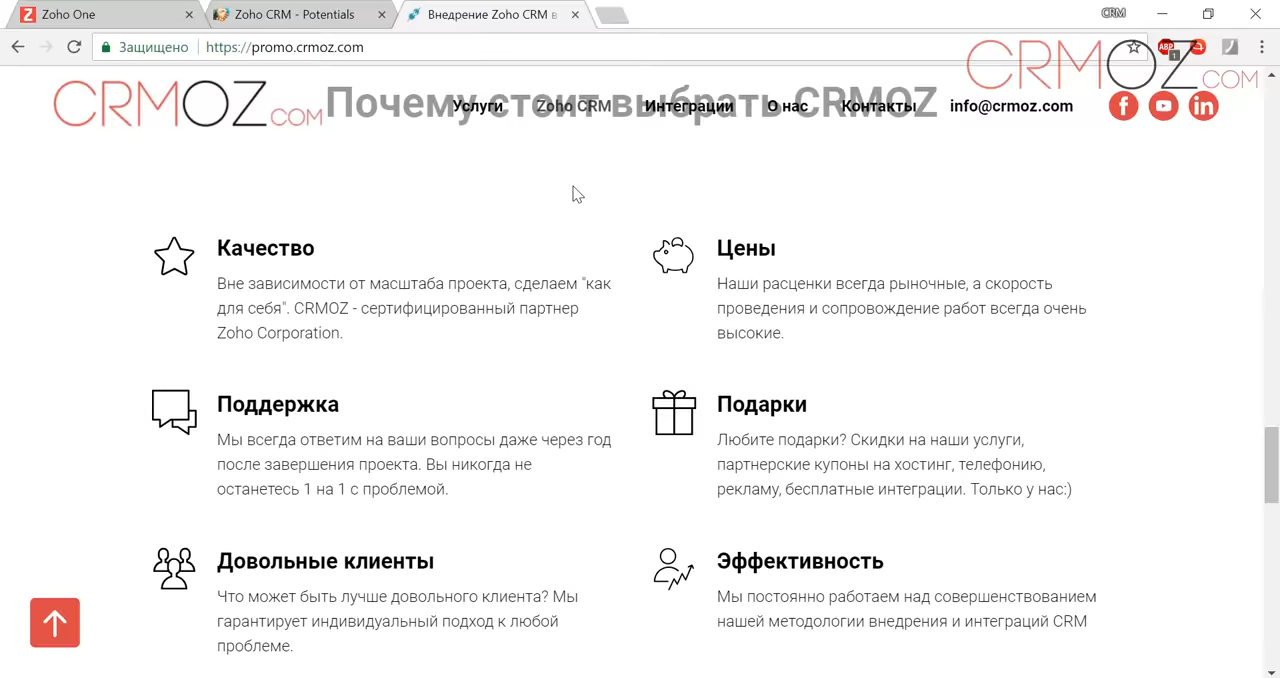 Zoho One
Zoho CRM - Potentials
Внедрение Zoho CRM в
CRM
Защищено
https://promo.crmoz.com
ABP
1
CRMOZ.COM
CRMOZ.COM
Почему стоит выбрать CRMOZ
Услуги Zoho CRM Интеграции О нас Контакты info@crmoz.com
Качество
Вне зависимости от масштаба проекта, сделаем "как
для себя". CRMOZ - сертифицированный партнер
Zoho Corporation.
Цены
Наши расценки всегда рыночные, а скорость
проведения и сопровождение работ всегда очень
высокие.
Поддержка
Мы всегда ответим на ваши вопросы даже через год
после завершения проекта. Вы никогда не
останетесь 1 на 1 с проблемой.
Подарки
Любите подарки? Скидки на наши услуги,
партнерские купоны на хостинг, телефонию,
рекламу, бесплатные интеграции. Только у нас:)
Довольные клиенты
Что может быть лучше довольного клиента? Мы
гарантирует индивидуальный подход к любой
проблеме.
Эффективность
Мы постоянно работаем над совершенствованием
нашей методологии внедрения и интеграций CRM